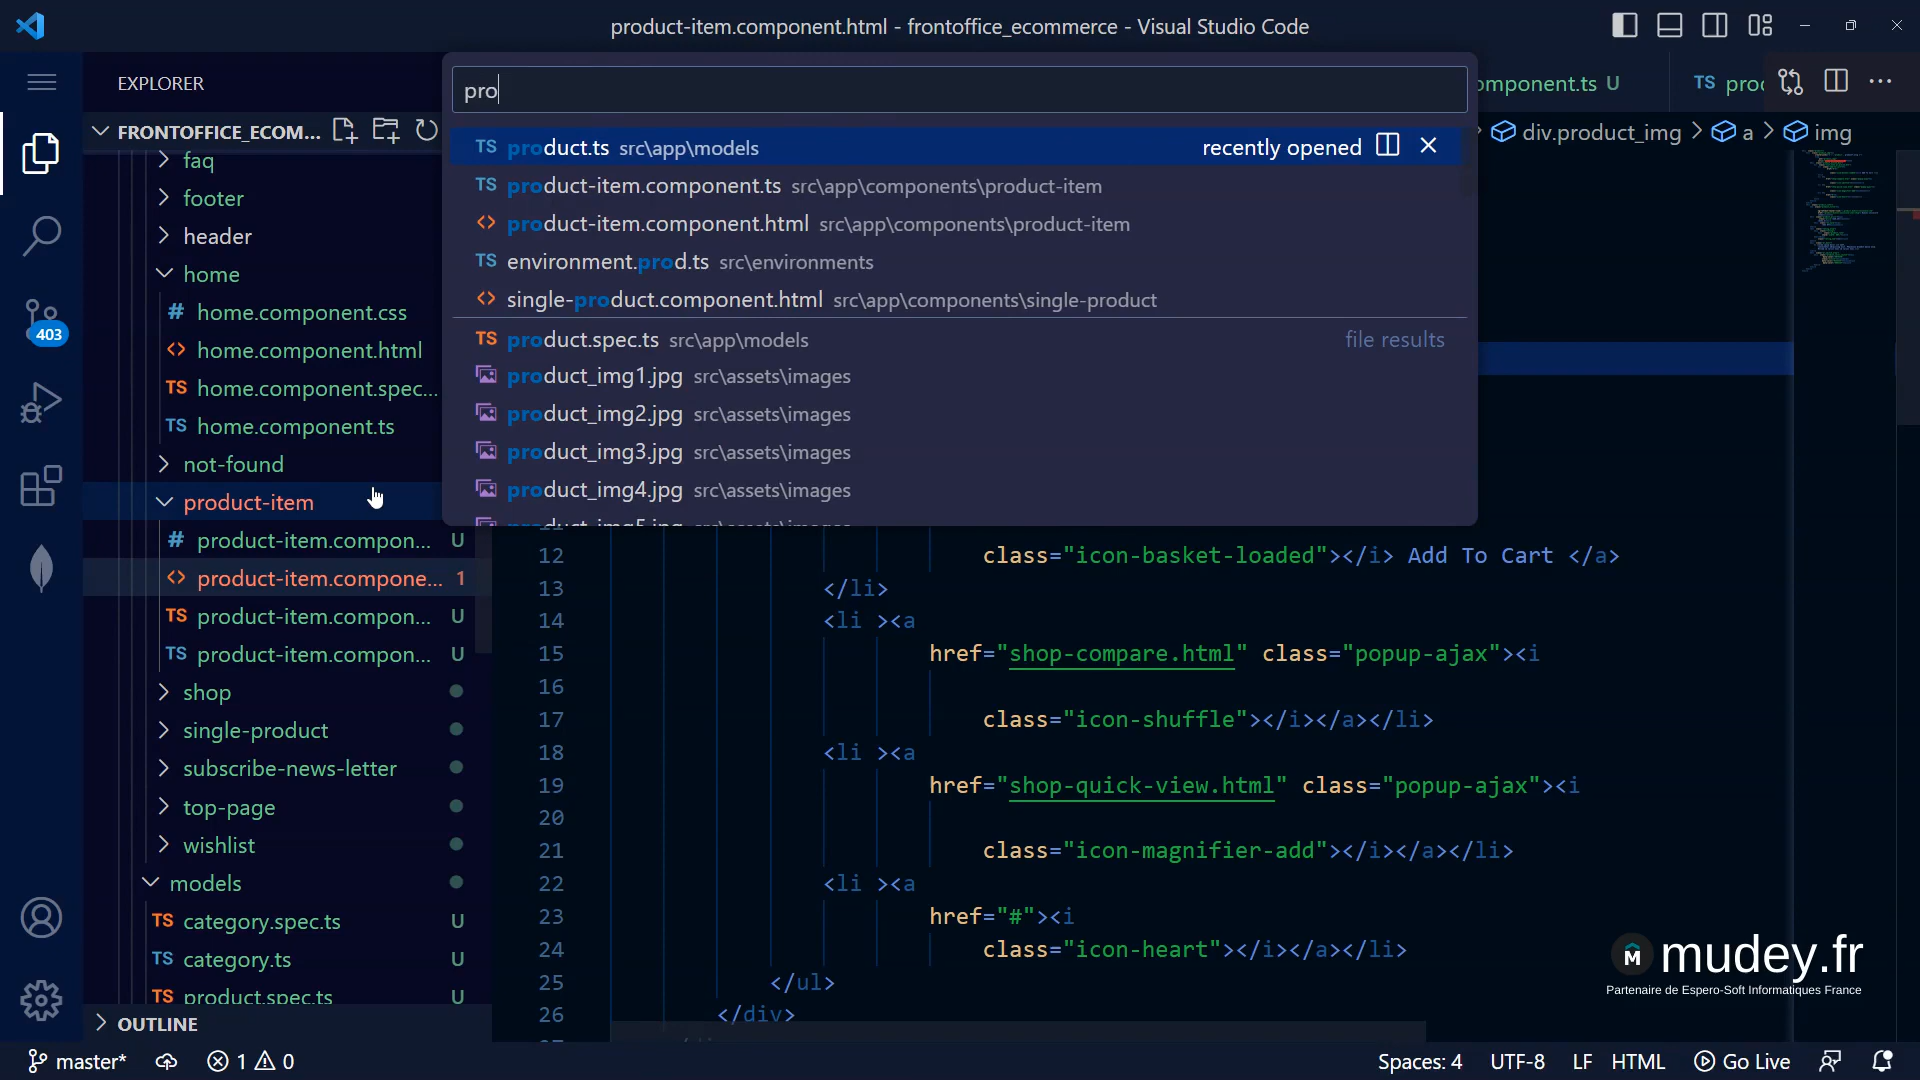 product-item.component.html - frontoffice_ecommerce - Visual Studio Code
EXPLORER
pro
omponent.ts U
TS
FRONTOFFICE_ECOM...
div.product_img > a > img
TS product.ts src\app\models recently opened
TS product-item.component.ts src\app\components\product-item
<> product-item.component.html src\app\components\product-item
TS environment.prod.ts src\environments
<> single-product.component.html src\app\components\single-product
TS product.spec.ts src\app\models file results
product_img1.jpg src\assets\images
product_img2.jpg src\assets\images
product_img3.jpg src\assets\images
product_img4.jpg src\assets\images
faq
footer
header
home
# home.component.css
<> home.component.html
TS home.component.spec...
TS home.component.ts
not-found
product-item
# product-item.compon... U
<> product-item.compone... 1
TS product-item.compon... U
TS product-item.compon... U
shop
single-product
subscribe-news-letter
top-page
wishlist
models
TS category.spec.ts U
TS category.ts U
TS product.spec.ts U
OUTLINE
403
12 class="icon-basket-loaded"></i> Add To Cart </a>
13 </li>
14 <li ><a
15 href="shop-compare.html" class="popup-ajax"><i
16
17 class="icon-shuffle"></i></a></li>
18 <li ><a
19 href="shop-quick-view.html" class="popup-ajax"><i
20
21 class="icon-magnifier-add"></i></a></li>
22 <li ><a
23 href="#"><i
24 class="icon-heart"></i></a></li>
25 </ul>
26 </div>
M mudey.fr
Partenaire de Espero-Soft Informatiques France
master* 1 0
Spaces: 4 UTF-8 LF HTML Go Live